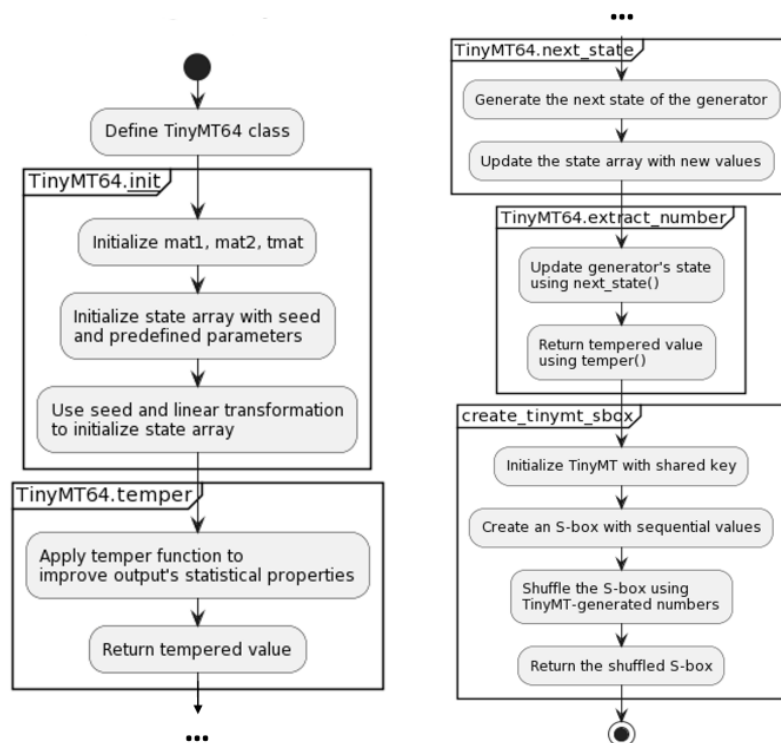 Define TinyMT64 class
TinyMT64.init
Initialize mat1, mat2, tmat
Initialize state array with seed
and predefined parameters
Use seed and linear transformation
to initialize state array
TinyMT64.temper
Apply temper function to
improve output's statistical properties
Return tempered value
...
...
TinyMT64.next_state
Generate the next state of the generator
Update the state array with new values
TinyMT64.extract_number
Update generator's state
using next_state()
Return tempered value
using temper()
create_tinymt_sbox
Initialize TinyMT with shared key
Create an S-box with sequential values
Shuffle the S-box using
TinyMT-generated numbers
Return the shuffled S-box